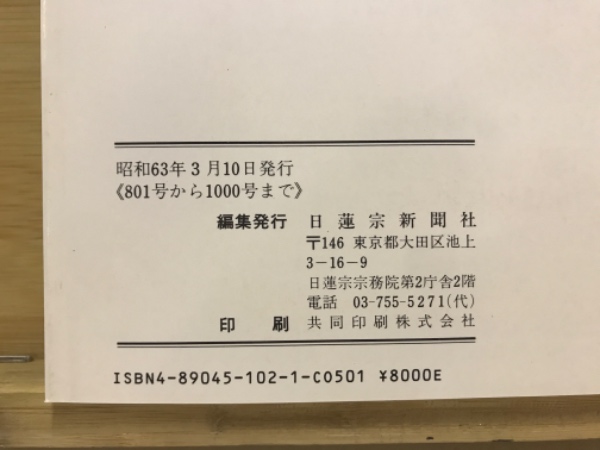 昭和63年3月10日発行
《801号から1000号まで》
編集発行 日蓮宗新聞社
〒146 東京都大田区池上
3-16-9
日蓮宗宗務院第2庁舎2階
電話 03-755-5271(代)
印刷 共同印刷株式会社
ISBN4-89045-102-1-C0501 ¥8000E